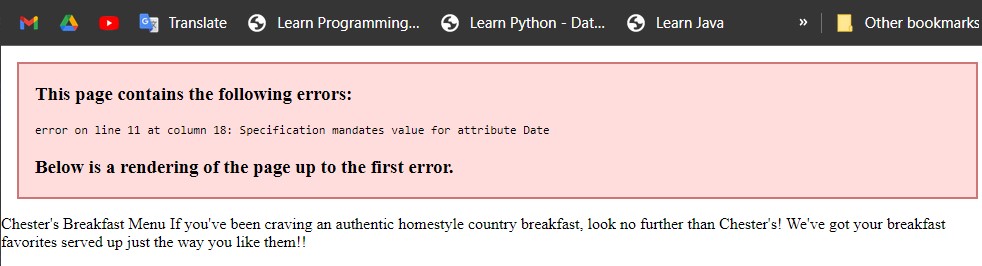 Translate Learn Programming... Learn Python - Dat... Learn Java » Other bookmarks
This page contains the following errors:
error on line 11 at column 18: Specification mandates value for attribute Date
Below is a rendering of the page up to the first error.
Chester's Breakfast Menu If you've been craving an authentic homestyle country breakfast, look no further than Chester's! We've got your breakfast
favorites served up just the way you like them!!